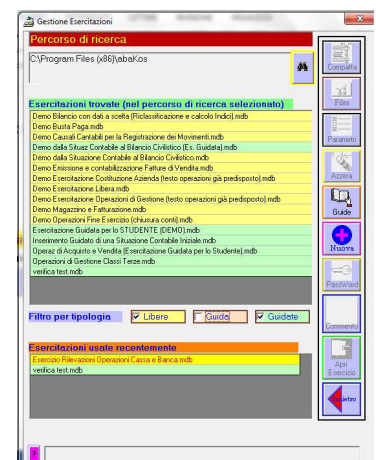 Gestione Esercitazioni
Percorso di ricerca
C:\Program Files (x86)\abaKos
Esercitazioni trovate (nel percorso di ricerca selezionato)
Demo Bilancio con dati a scelta (Riclassificazione e calcolo Indici).mdb
Demo Busta Paga.mdb
Demo Causali Contabili per la Registrazione dei Movimenti.mdb
Demo dalla Situaz Contabile al Bilancio Civilistico (Es. Guidata).mdb
Demo dalla Situazione Contabile al Bilancio Civilistico.mdb
Demo Emissione e contabilizzazione Fatture di Vendita.mdb
Demo Esercitazione Costituzione Azienda (testo operazioni già predisposto).mdb
Demo Esercitazione Libera.mdb
Demo Esercitazione Operazioni di Gestione (testo operazioni già predisposto).mdb
Demo Magazzino e Fatturazione.mdb
Demo Operazioni Fine Esercizio (chiusura conti).mdb
Esercitazione Guidata per lo STUDENTE (DEMO).mdb
Inserimento Guidato di una Situazione Contabile Iniziale.mdb
Operaz di Acquisto e Vendita (Esercitazione Guidata per lo Studente).mdb
Operazioni di Gestione Classi Terze.mdb
verifica test.mdb
Filtro per tipologia
Libere
Guida
Guidate
Esercitazioni usate recentemente
Esercizio Rilevazioni Operazioni Cassa e Banca.mdb
verifica test.mdb
Compatta
Files
Parametri
Azzera
Guide
Nuova
PassWord
Commento
Apri
Esercizio